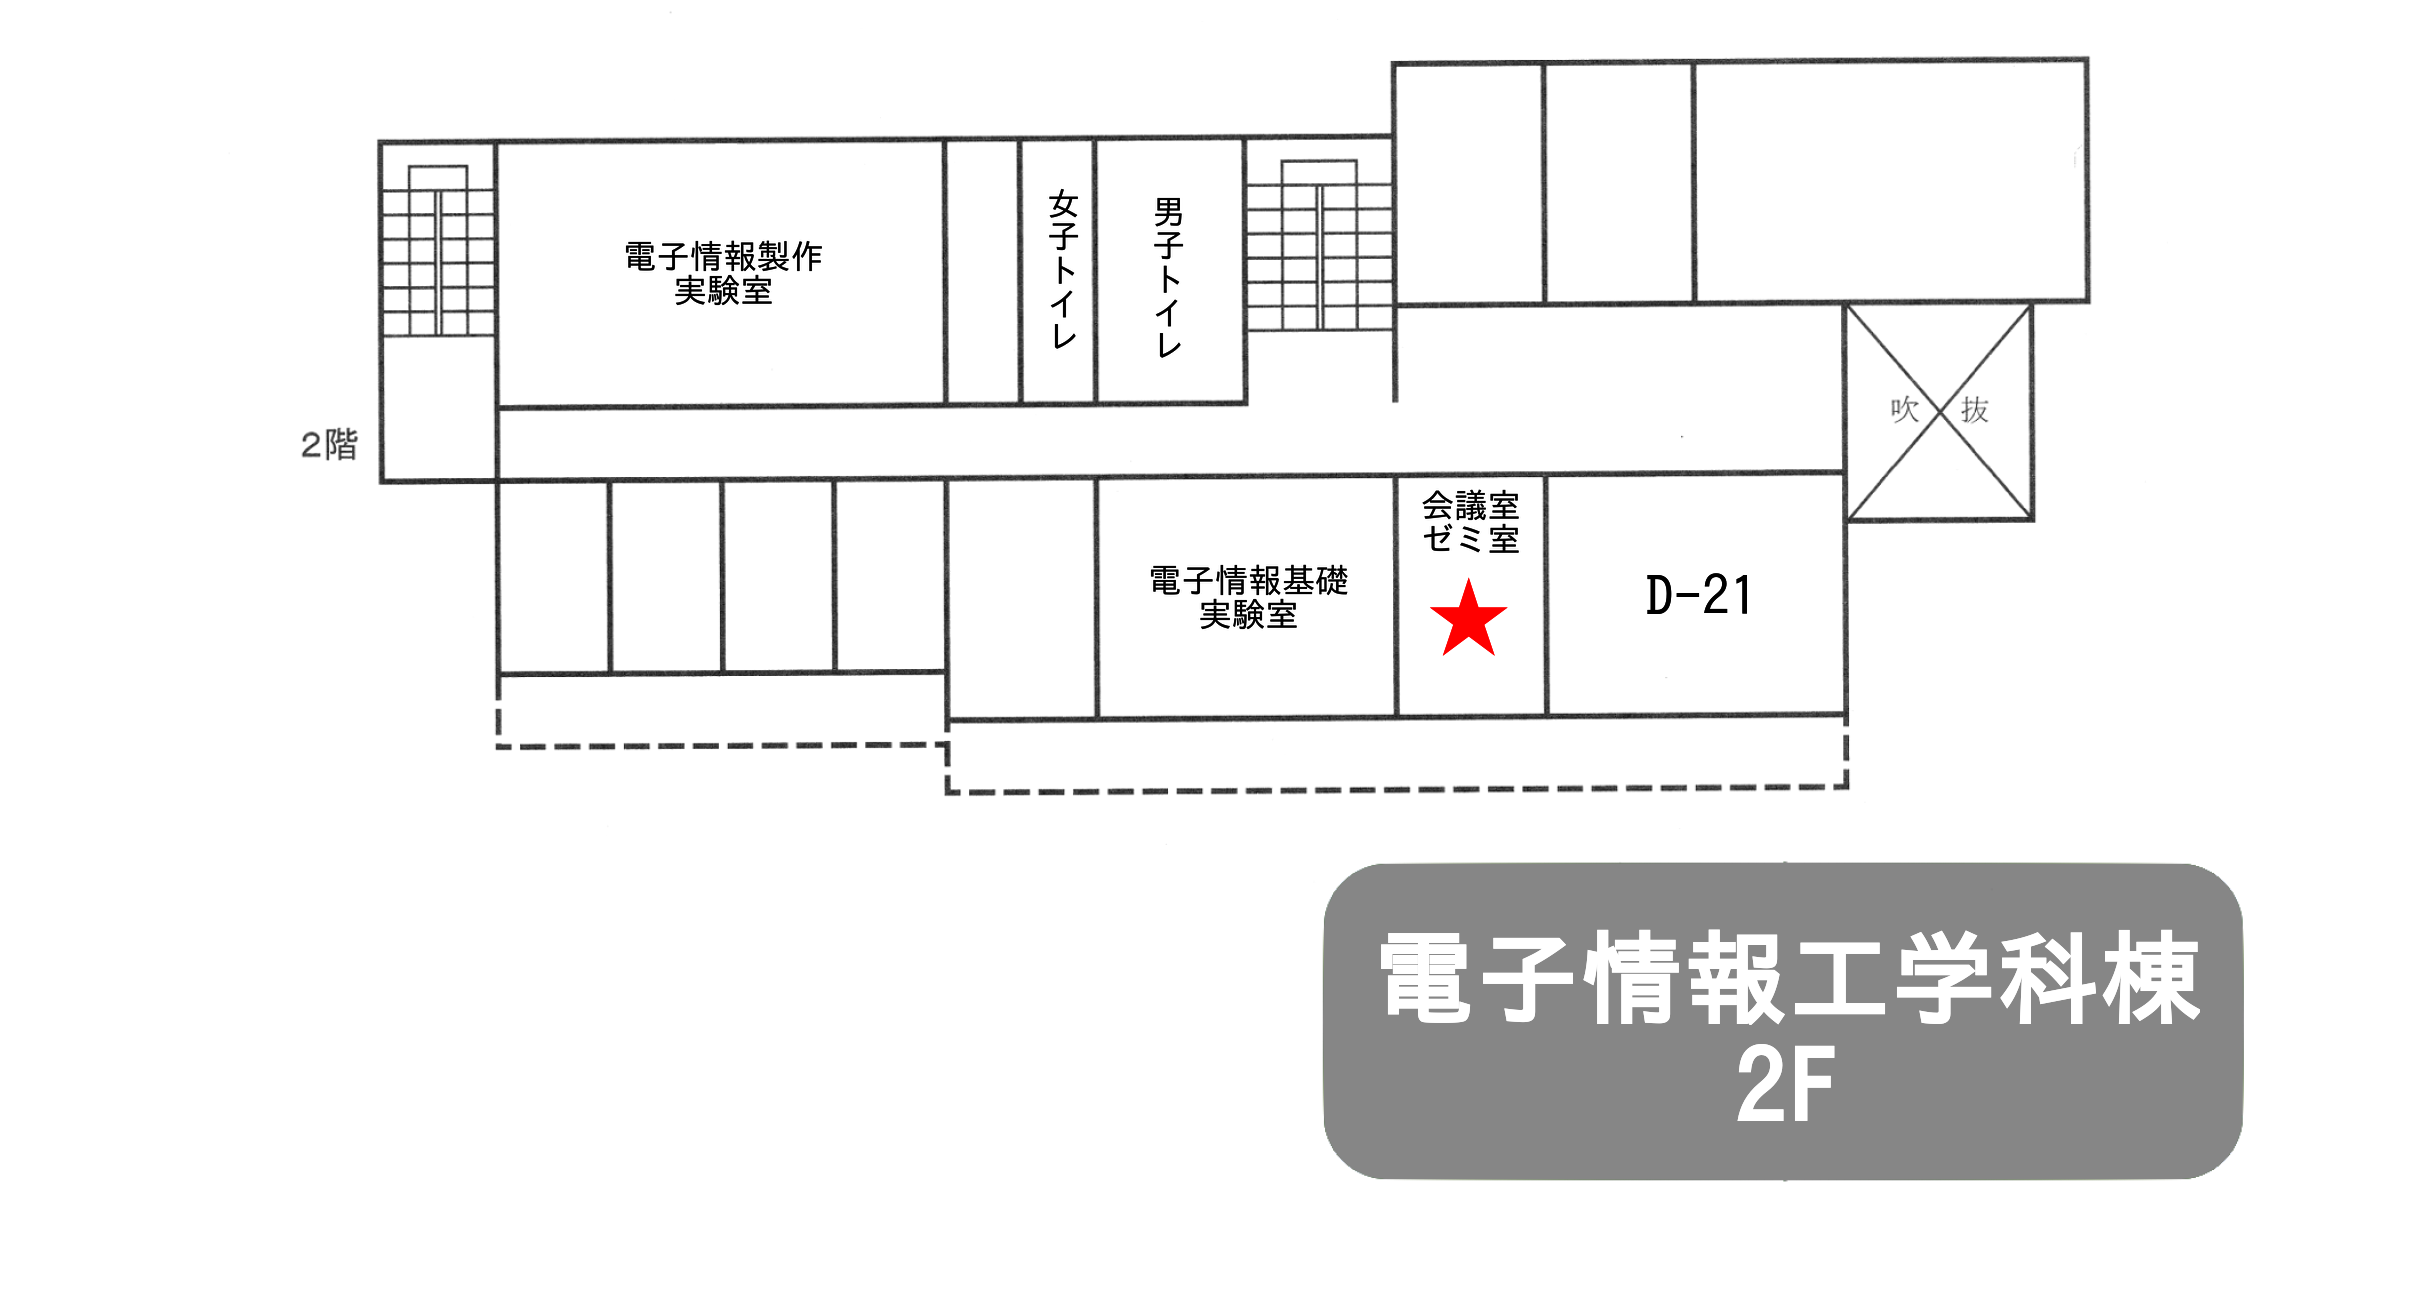 電子情報製作
実験室
女子トイレ
男子トイレ
吹 抜
2階
会議室
ゼミ室
電子情報基礎
実験室
D-21
電子情報工学科棟
2F